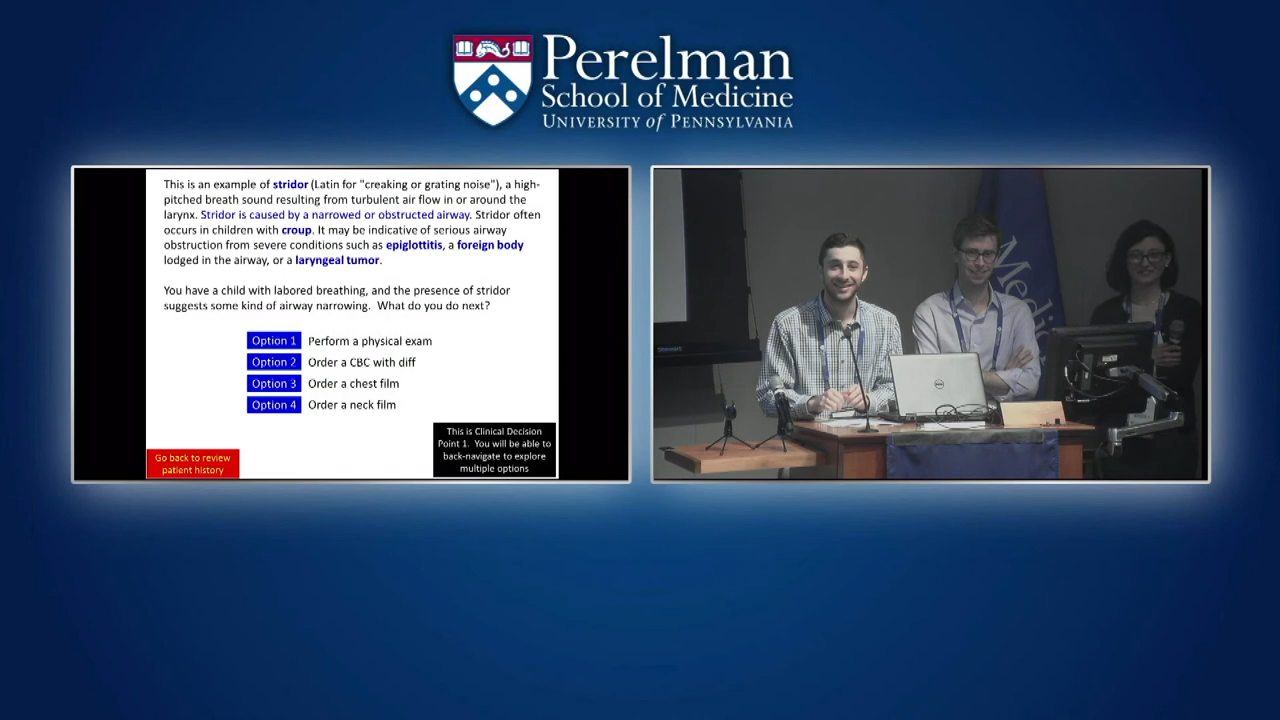 Perelman
School of Medicine
UNIVERSITY of PENNSYLVANIA
This is an example of stridor (Latin for "creaking or grating noise"), a high-
pitched breath sound resulting from turbulent air flow in or around the
larynx. Stridor is caused by a narrowed or obstructed airway. Stridor often
occurs in children with croup. It may be indicative of serious airway
obstruction from severe conditions such as epiglottitis, a foreign body
lodged in the airway, or a laryngeal tumor.
You have a child with labored breathing, and the presence of stridor
suggests some kind of airway narrowing. What do you do next?
Option 1 Perform a physical exam
Option 2 Order a CBC with diff
Option 3 Order a chest film
Option 4 Order a neck film
Go back to review
patient history
This is Clinical Decision
Point 1. You will be able to
back-navigate to explore
multiple options